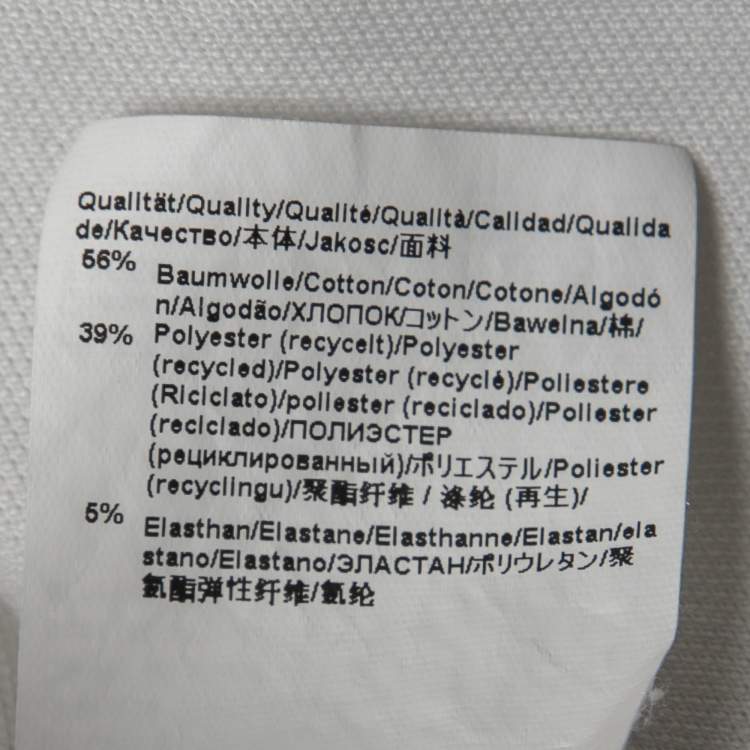 Qualität/Quality/Qualité/Qualità/Calidad/Qualida
de/Качество/本体/Jakosc/面料
56% Baumwolle/Cotton/Coton/Cotone/Algodó
n/Algodão/ХЛОПОК/コットン/Bawelna/棉/
39% Polyester (recycelt)/Polyester
(recycled)/Polyester (recyclé)/Poliestere
(Riciclato)/poliester (reciclado)/Poliester
(reciclado)/ПОЛИЭСТЕР
(рециклированный)/ポリエステル/Poliester
(recyclingu)/聚酯纤维 / 涤纶 (再生)/
5% Elasthan/Elastane/Elasthanne/Elastan/ela
stano/Elastano/ЭЛАСТАН/ポリウレタン/聚
氨酯弹性纤维/氨纶